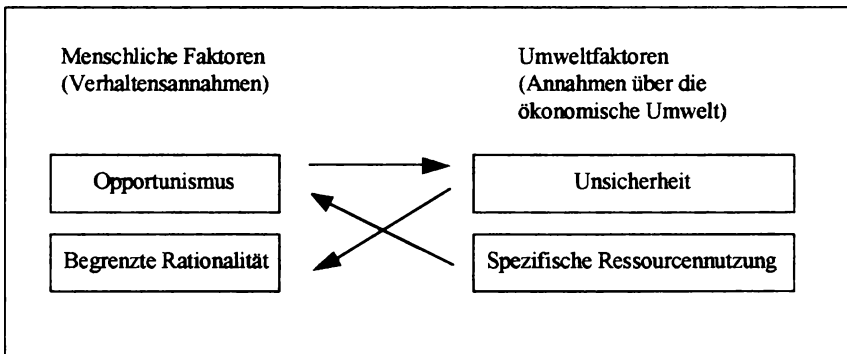 Menschliche Faktoren
(Verhaltensannahmen)
Umweltfaktoren
(Annahmen über die
ökonomische Umwelt)
Opportunismus
Unsicherheit
Begrenzte Rationalität
Spezifische Ressourcennutzung